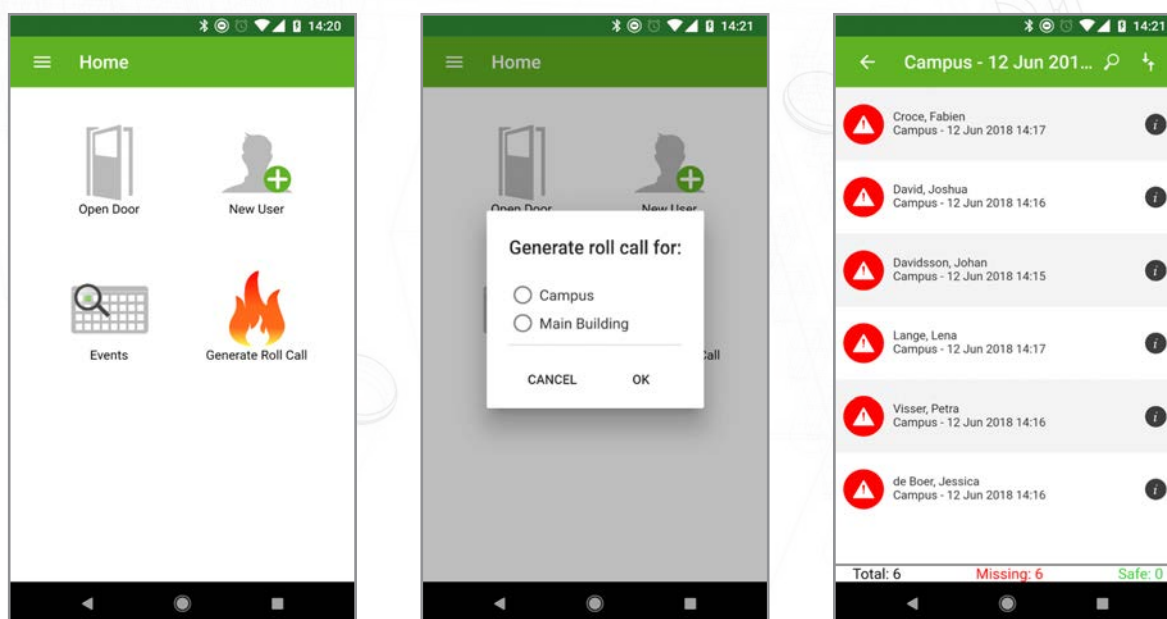 14:20
Home
Open Door
New User
Events
Generate Roll Call
14:21
Home
Open Door
New User
Generate roll call for:
Campus
Main Building
CANCEL
OK
all
14:21
Campus - 12 Jun 201...
Croce, Fabien
Campus - 12 Jun 2018 14:17
David, Joshua
Campus - 12 Jun 2018 14:16
Davidsson, Johan
Campus - 12 Jun 2018 14:15
Lange, Lena
Campus - 12 Jun 2018 14:17
Visser, Petra
Campus - 12 Jun 2018 14:16
de Boer, Jessica
Campus - 12 Jun 2018 14:16
Total: 6
Missing: 6
Safe: 0